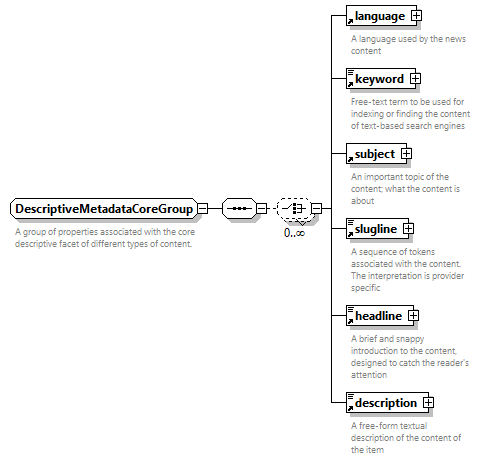 language
A language used by the news
content
keyword
Free-text term to be used for
indexing or finding the content
of text-based search engines
subject
An important topic of the
content; what the content is
about
DescriptiveMetadataCoreGroup
A group of properties associated with the core
descriptive facet of different types of content.
0..∞
slugline
A sequence of tokens
associated with the content.
The interpretation is provider
specific
headline
A brief and snappy
introduction to the content,
designed to catch the reader's
attention
description
A free-form textual
description of the content of
the item